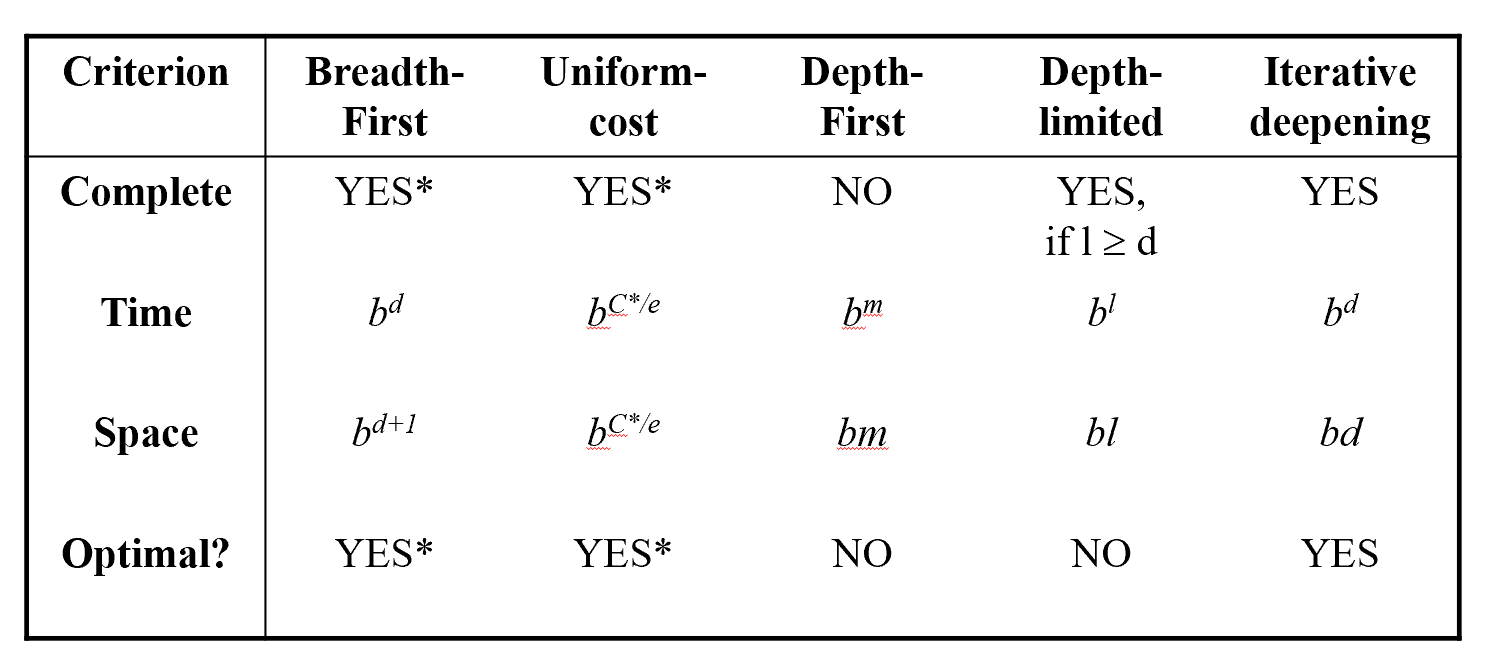 Criterion Breadth-First Uniform-cost Depth-First Depth-limited Iterative deepening
Complete YES* YES* NO YES, if l ≥ d YES
Time b^d b^C*/e b^m b^l b^d
Space b^d+1 b^C*/e bm bl bd
Optimal? YES* YES* NO NO YES